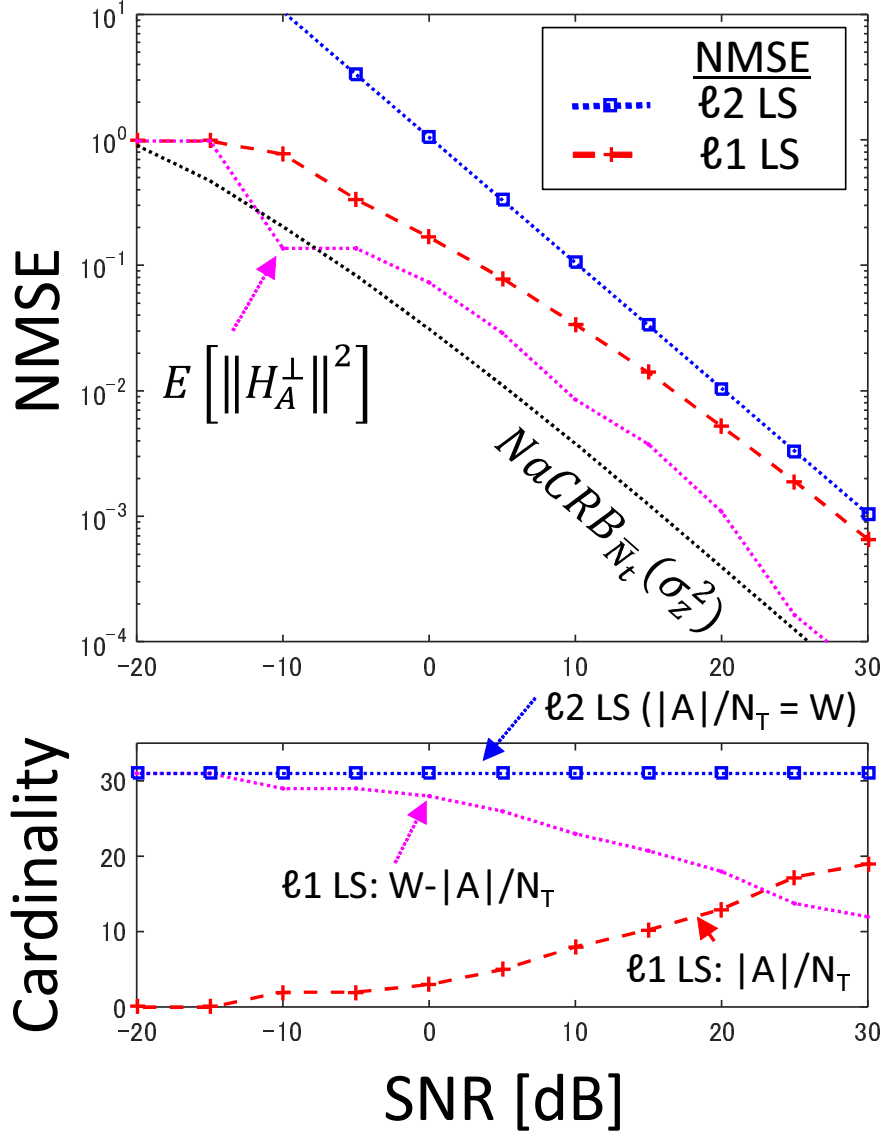 NMSE
10^1
10^0
10^-1
10^-2
10^-3
10^-4
NMSE
ℓ2 LS
ℓ1 LS
E[‖H_A^⊥‖^2]
NaCRB_{N̅_t}(σ_z^2)
-20 -10 0 10 20 30
ℓ2 LS (|A|/N_T = W)
Cardinality
30
20
10
0
ℓ1 LS: W-|A|/N_T
ℓ1 LS: |A|/N_T
-20 -10 0 10 20 30
SNR [dB]